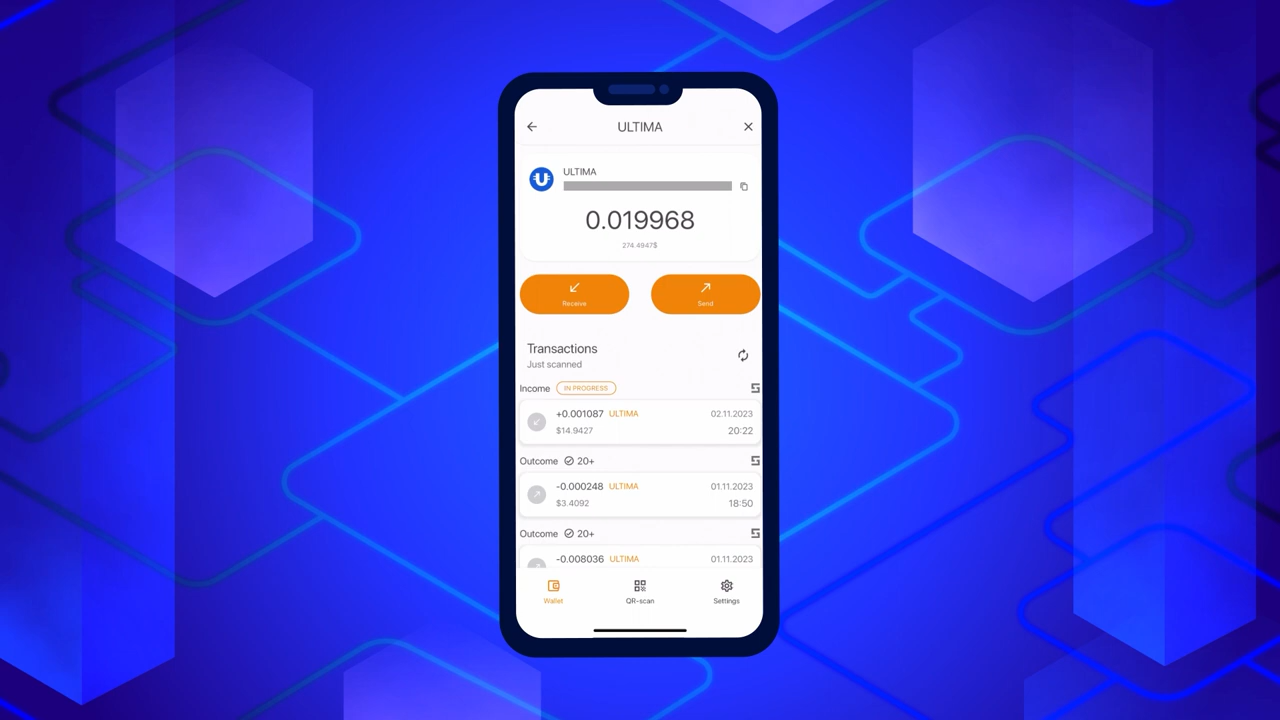 ULTIMA
ULTIMA
0.019968
274.4947$
Receive
Send
Transactions
Just scanned
Income IN PROGRESS
+0.001087 ULTIMA 02.11.2023
$14.9427 20:22
Outcome 20+
-0.000248 ULTIMA 01.11.2023
$3.4092 18:50
Outcome 20+
-0.008036 ULTIMA 01.11.2023
Wallet QR-scan Settings